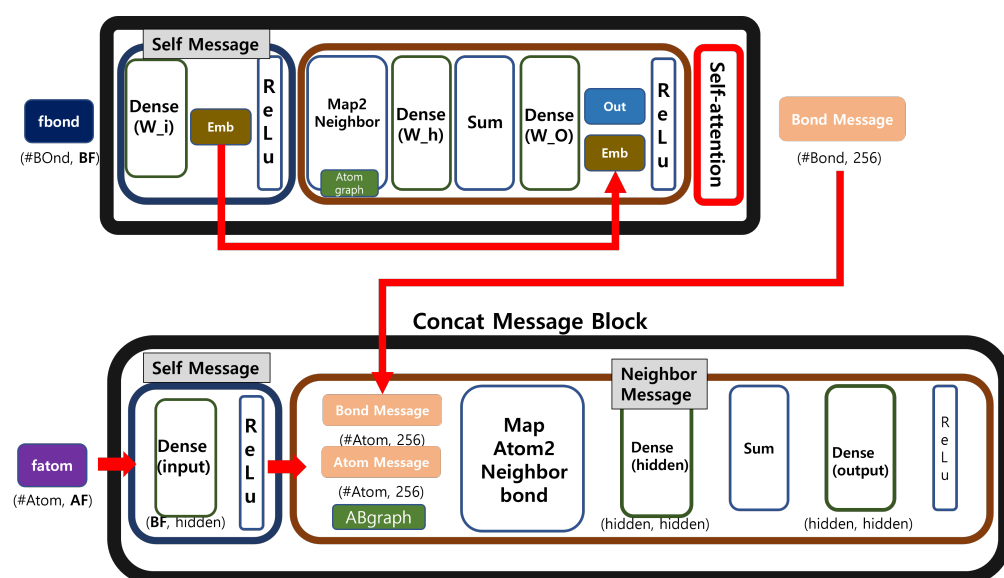 Self Message
fbond
(#BOnd, BF)
Dense
(W_i)
Emb
ReLu
Map2
Neighbor
Atom
graph
Dense
(W_h)
Sum
Dense
(W_O)
Out
Emb
ReLu
Self-attention
Bond Message
(#Bond, 256)
Concat Message Block
Self Message
fatom
(#Atom, AF)
Dense
(input)
(BF, hidden)
ReLu
Bond Message
(#Atom, 256)
Atom Message
(#Atom, 256)
ABgraph
Map
Atom2
Neighbor
bond
Neighbor
Message
Dense
(hidden)
(hidden, hidden)
Sum
Dense
(output)
(hidden, hidden)
ReLu